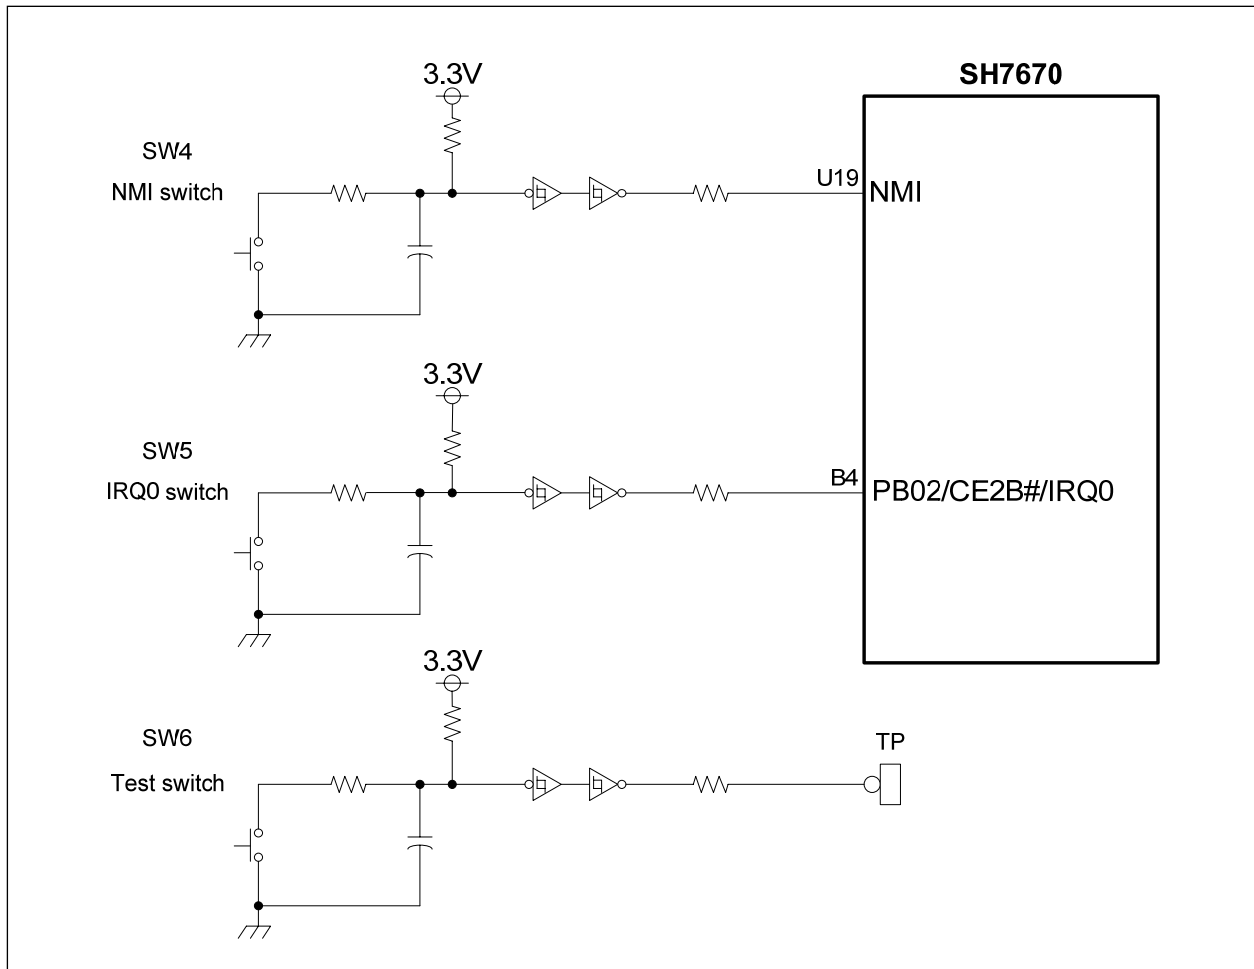 SH7670
3.3V
SW4
NMI switch
U19
NMI
3.3V
SW5
IRQ0 switch
B4
PB02/CE2B#/IRQ0
3.3V
SW6
Test switch
TP